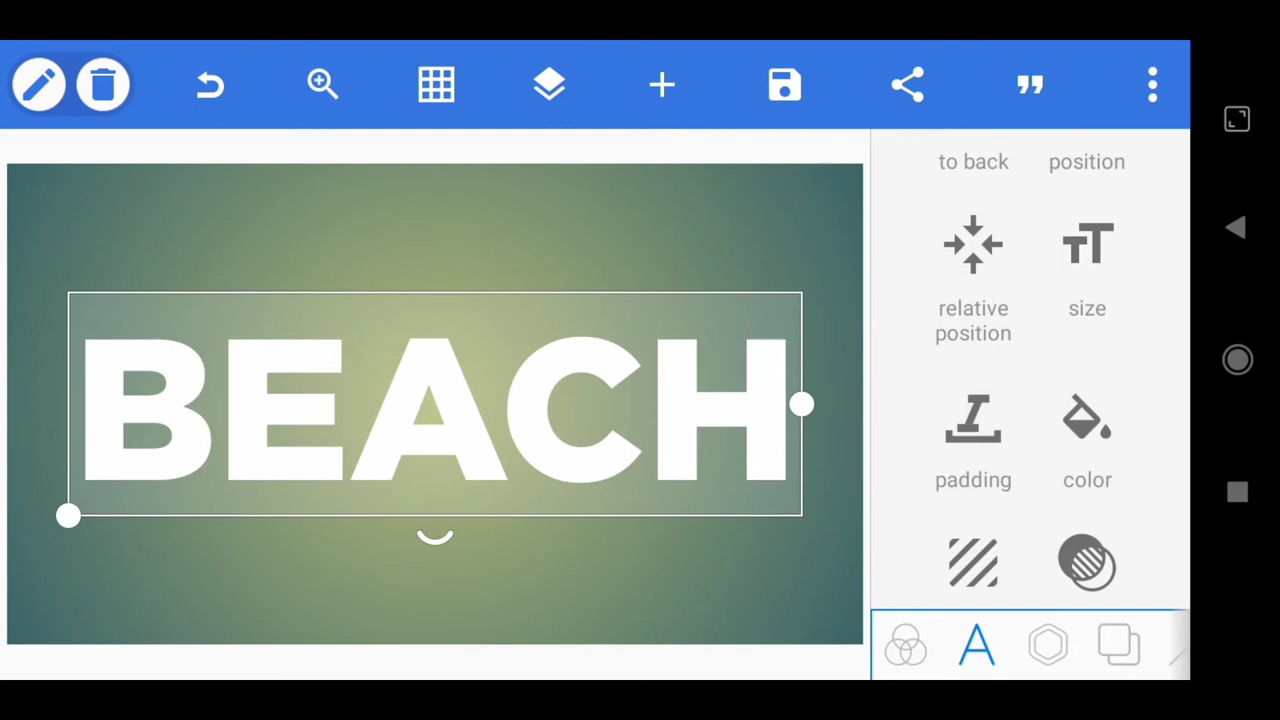 to back
position
BEACH
relative
position
size
padding
color